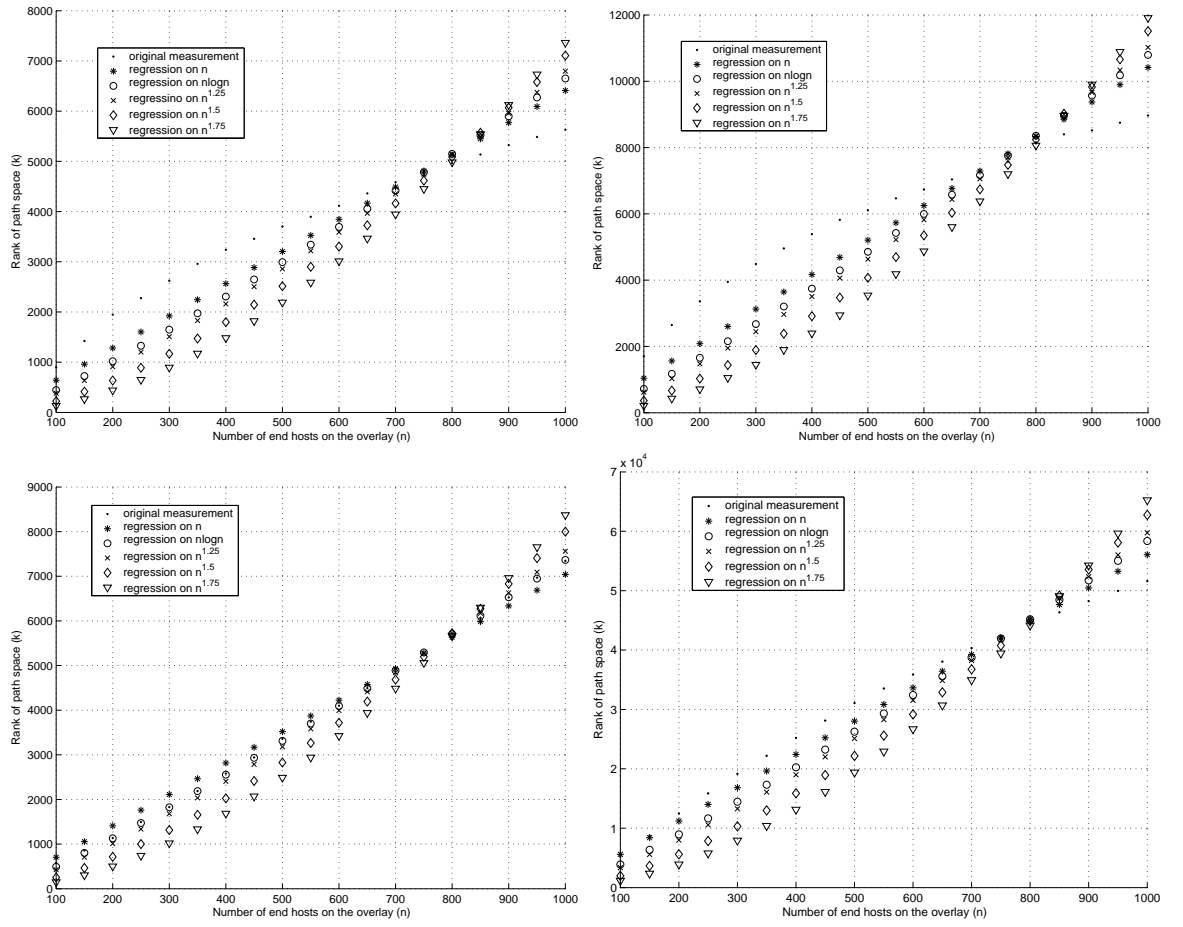 8000
7000
6000
5000
4000
3000
2000
1000
0
Rank of path space (k)
original measurement
regression on n
regression on nlogn
regressino on n^1.25
regression on n^1.5
regression on n^1.75
100 200 300 400 500 600 700 800 900 1000
Number of end hosts on the overlay (n)
12000
10000
8000
6000
4000
2000
0
Rank of path space (k)
original measurement
regression on n
regression on nlogn
regression on n^1.25
regression on n^1.5
regression on n^1.75
100 200 300 400 500 600 700 800 900 1000
Number of end hosts on the overlay (n)
9000
8000
7000
6000
5000
4000
3000
2000
1000
0
Rank of path space (k)
original measurement
regression on n
regression on nlogn
regression on n^1.25
regression on n^1.5
regression on n^1.75
100 200 300 400 500 600 700 800 900 1000
Number of end hosts on the overlay (n)
x 10^4
7
6
5
4
3
2
1
0
Rank of path space (k)
original measurement
regression on n
regression on nlogn
regression on n^1.25
regression on n^1.5
regression on n^1.75
100 200 300 400 500 600 700 800 900 1000
Number of end hosts on the overlay (n)